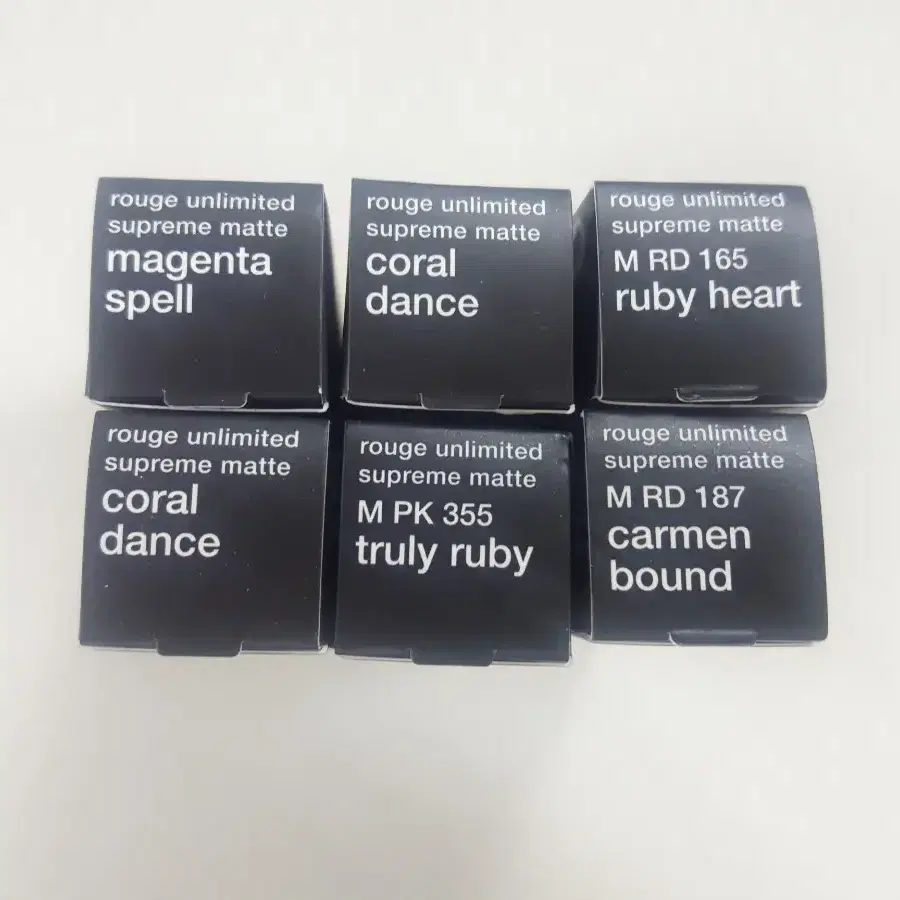 rouge unlimited
supreme matte
magenta
spell
rouge unlimited
supreme matte
coral
dance
rouge unlimited
supreme matte
M RD 165
ruby heart
rouge unlimited
supreme matte
coral
dance
rouge unlimited
supreme matte
M PK 355
truly ruby
rouge unlimited
supreme matte
M RD 187
carmen
bound